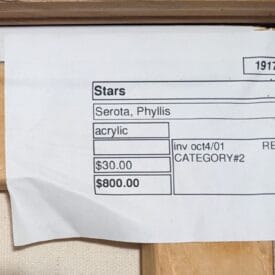 1917
Stars
Serota, Phyllis
acrylic
inv oct4/01 RE
CATEGORY#2
$30.00
$800.00